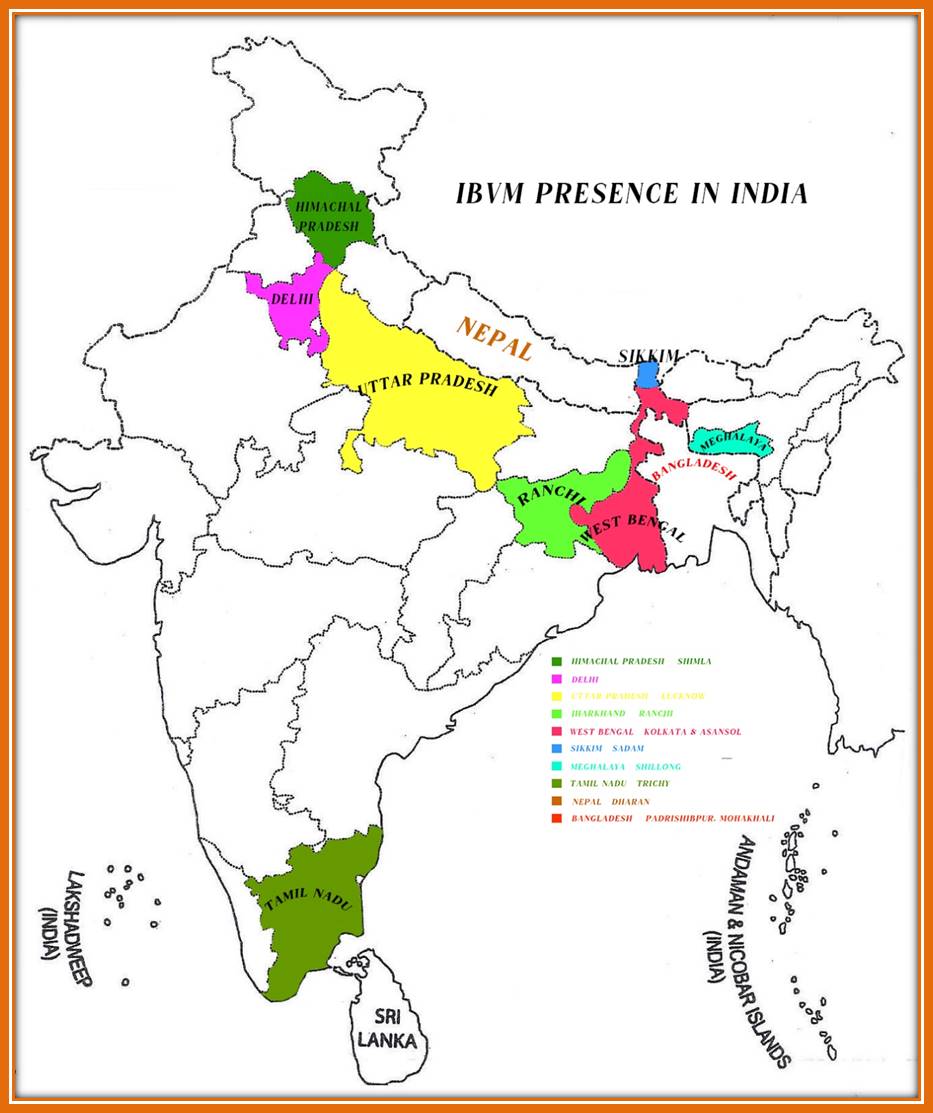 IBVM PRESENCE IN INDIA
HIMACHAL
PRADESH
DELHI
NEPAL
SIKKIM
UTTAR PRADESH
MEGHALAYA
BANGLADESH
RANCHI
WEST BENGAL
HIMACHAL PRADESH SHIMLA
DELHI
UTTAR PRADESH LUCKNOW
JHARKHAND RANCHI
WEST BENGAL KOLKATA & ASANSOL
SIKKIM SADAM
MEGHALAYA SHILLONG
TAMIL NADU TRICHY
NEPAL DHARAN
BANGLADESH PADRISHIBPUR. MOHAKHALI
TAMIL NADU
LAKSHADWEEP
(INDIA)
ANDAMAN & NICOBAR ISLANDS
(INDIA)
SRI
LANKA